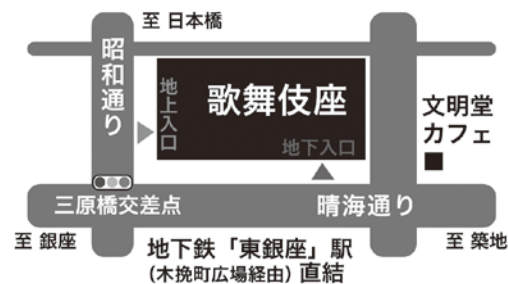 至 日本橋
昭和通り
地上入口
歌舞伎座
地下入口
文明堂
カフェ
三原橋交差点
晴海通り
至 銀座
至 築地
地下鉄「東銀座」駅
(木挽町広場経由) 直結